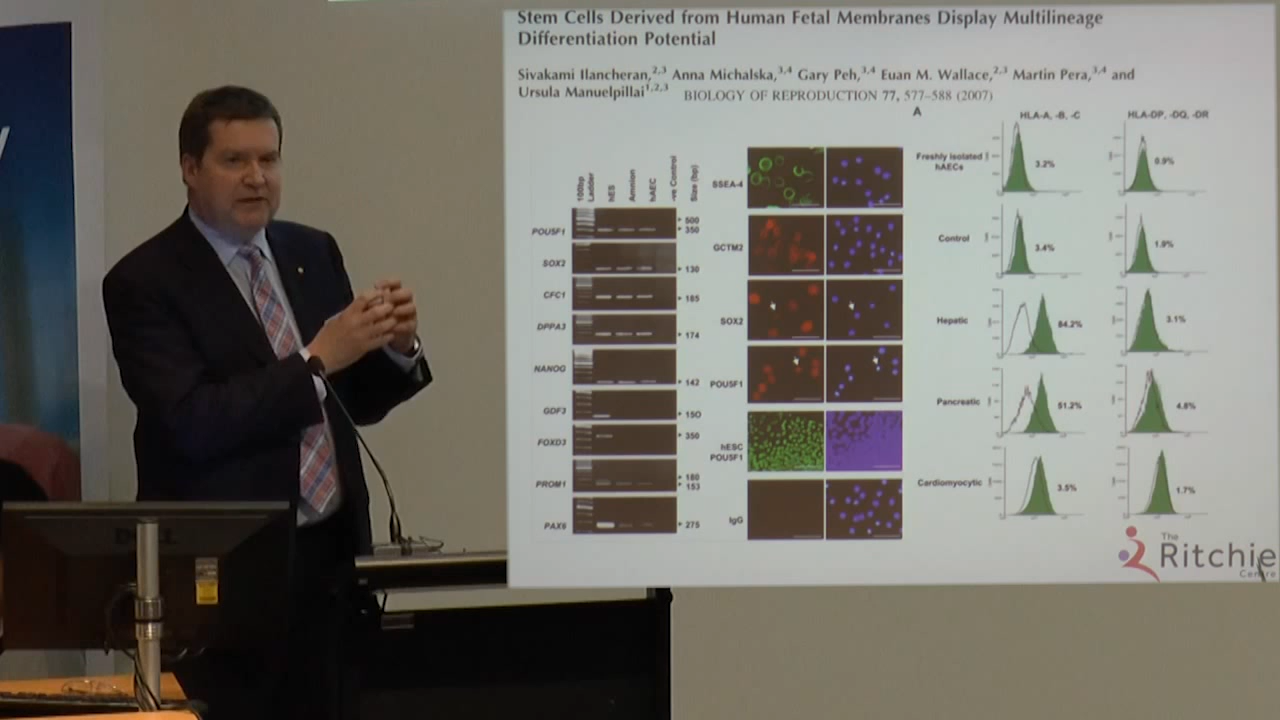 Stem Cells Derived from Human Fetal Membranes Display Multilineage
Differentiation Potential
Sivakami Ilancheran,2,3 Anna Michalska,3,4 Gary Peh,3,4 Euan M. Wallace,2,3 Martin Pera,3,4 and
Ursula Manuelpillai1,2,3 BIOLOGY OF REPRODUCTION 77, 577–588 (2007)
100bp
Ladder
hES
Amnion
hAEC
-ve Control
Size (bp)
POU5F1
500
350
SOX2
130
CFC1
185
DPPA3
174
NANOG
142
GDF3
150
FOXD3
350
PROM1
180
153
PAX6
275
SSEA-4
GCTM2
SOX2
POU5F1
hESC
POU5F1
IgG
A
HLA-A, -B, -C
HLA-DP, -DQ, -DR
Freshly isolated
hAECs
3.2%
0.9%
Control
3.4%
1.9%
Hepatic
84.2%
3.1%
Pancreatic
51.2%
4.8%
Cardiomyocytic
3.5%
1.7%
The
Ritchie
Centre
DELL